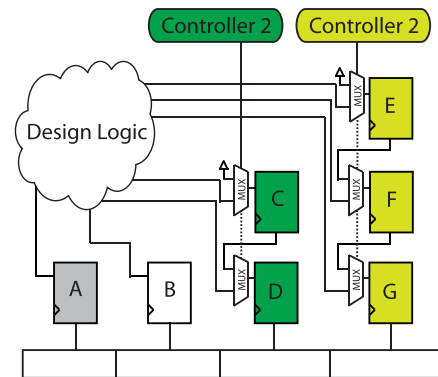 Controller 2
Controller 2
MUX
E
Design Logic
MUX
C
MUX
F
A
B
MUX
D
MUX
G